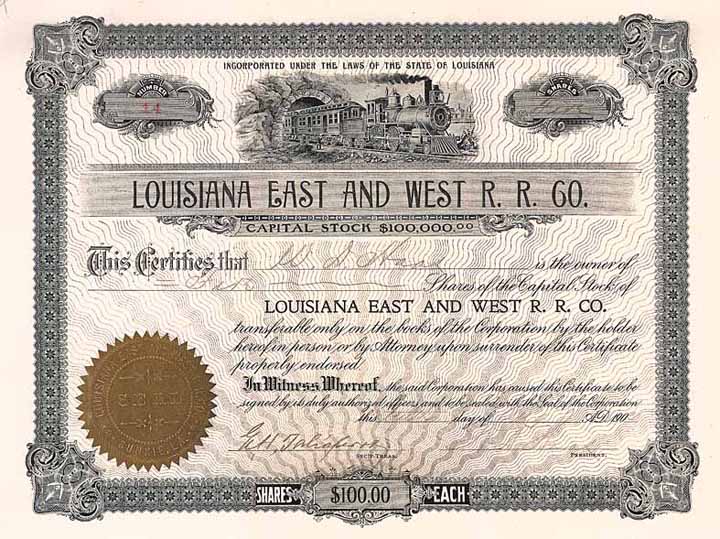 INCORPORATED UNDER THE LAWS OF THE STATE OF LOUISIANA
NUMBER
44
SHARES
LOUISIANA EAST AND WEST R. R. CO.
CAPITAL STOCK $100,000.00
This Certifies that W. is the owner of
Shares of the Capital Stock of
LOUISIANA EAST AND WEST R. R. CO.
transferable only on the books of the Corporation by the holder
hereof in person or by Attorney upon surrender of this Certificate
properly endorsed.
In Witness Whereof, the said Corporation has caused this Certificate to be
signed by its duly authorized officers and to be sealed with the Seal of the Corporation
this day of A.D. 190
SEAL
SECTY-TREAS.
PRESIDENT.
SHARES $100.00 EACH